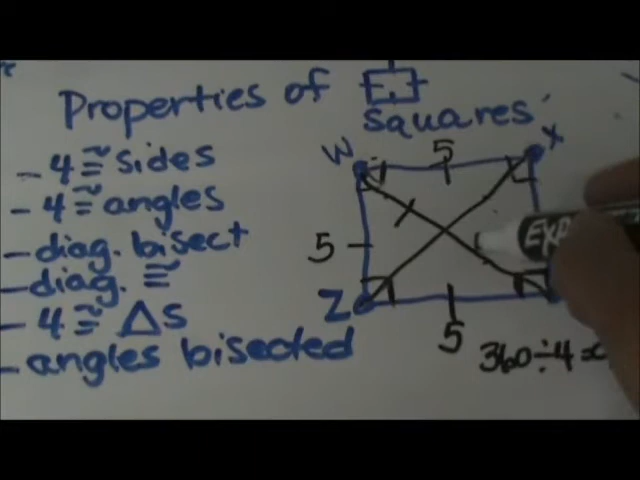 Properties of squares
- 4 ≅ sides
- 4 ≅ angles
- diag. bisect
- diag. ≅
- 4 ≅ Δs
- angles bisected
W
5
X
5
Z
5
360÷4=
EXP